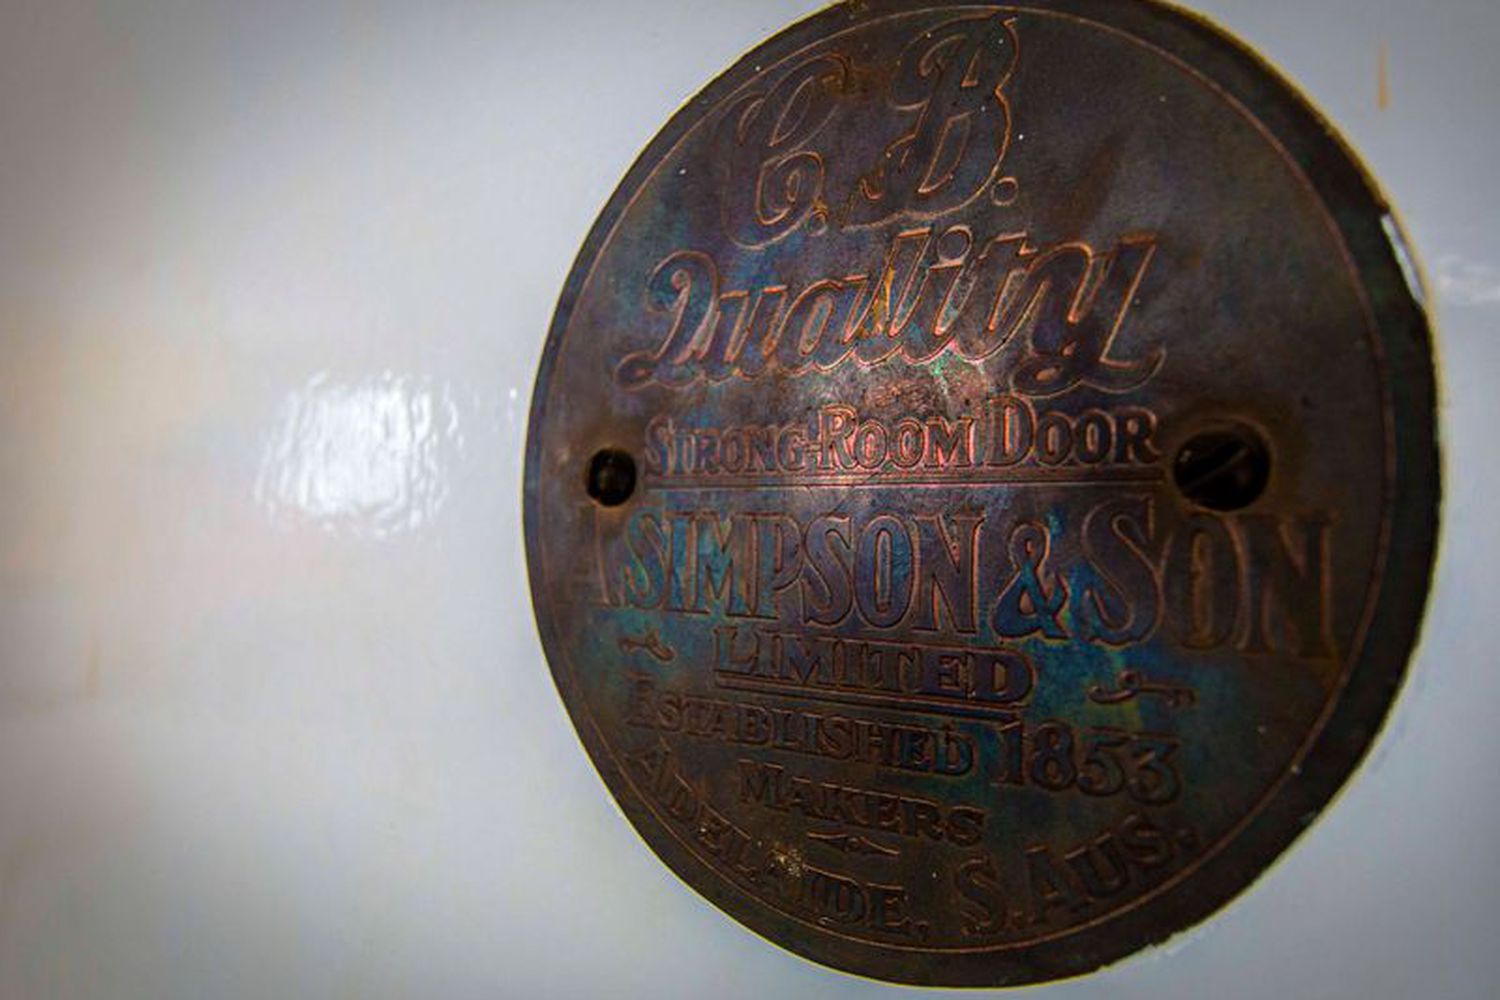 C.B.
Quality
STRONG-ROOM DOOR
A SIMPSON & SON
LIMITED
ESTABLISHED 1853
MAKERS
ADELAIDE, S.AUS.